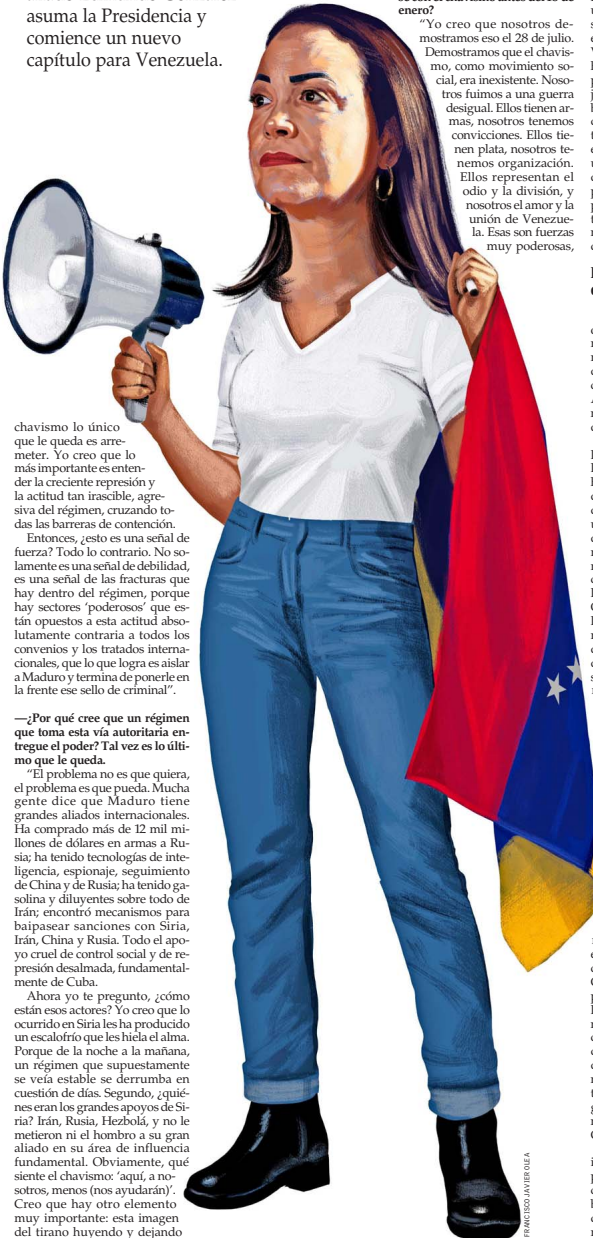 asuma la Presidencia y
comience un nuevo
capítulo para Venezuela.
chavismo lo único
que le queda es arre-
meter. Yo creo que lo
más importante es enten-
der la creciente represión y
la actitud tan irascible, agre-
siva del régimen, cruzando to-
das las barreras de contención.
Entonces, ¿esto es una señal de
fuerza? Todo lo contrario. No so-
lamente es una señal de debilidad,
es una señal de las fracturas que
hay dentro del régimen, porque
hay sectores ‘poderosos’ que es-
tán opuestos a esta actitud abso-
lutamente contraria a todos los
convenios y los tratados interna-
cionales, que lo que logra es aislar
a Maduro y termina de ponerle en
la frente ese sello de criminal”.
—¿Por qué cree que un régimen
que toma esta vía autoritaria en-
tregue el poder? Tal vez es lo últi-
mo que le queda.
“El problema no es que quiera,
el problema es que pueda. Mucha
gente dice que Maduro tiene
grandes aliados internacionales.
Ha comprado más de 12 mil mi-
llones de dólares en armas a Ru-
sia; ha tenido tecnologías de inte-
ligencia, espionaje, seguimiento
de China y de Rusia; ha tenido ga-
solina y diluyentes sobre todo de
Irán; encontró mecanismos para
baipasear sanciones con Siria,
Irán, China y Rusia. Todo el apo-
yo cruel de control social y de re-
presión desalmada, fundamental-
mente de Cuba.
Ahora yo te pregunto, ¿cómo
están esos actores? Yo creo que lo
ocurrido en Siria les ha producido
un escalofrío que les hiela el alma.
Porque de la noche a la mañana,
un régimen que supuestamente
se veía estable se derrumba en
cuestión de días. Segundo, ¿quié-
nes eran los grandes apoyos de Si-
ria? Irán, Rusia, Hezbolá, y no le
metieron ni el hombro a su gran
aliado en su área de influencia
fundamental. Obviamente, qué
siente el chavismo: ‘aquí, a no-
sotros, menos (nos ayudarán)’.
Creo que hay otro elemento
muy importante: esta imagen
del tirano huyendo y dejando
enero?
“Yo creo que nosotros de-
mostramos eso el 28 de julio.
Demostramos que el chavis-
mo, como movimiento so-
cial, era inexistente. Noso-
tros fuimos a una guerra
desigual. Ellos tienen ar-
mas, nosotros tenemos
convicciones. Ellos tie-
nen plata, nosotros te-
nemos organización.
Ellos representan el
odio y la división, y
nosotros el amor y la
unión de Venezue-
la. Esas son fuerzas
muy poderosas,
FRANCISCO JAVIER OLEA